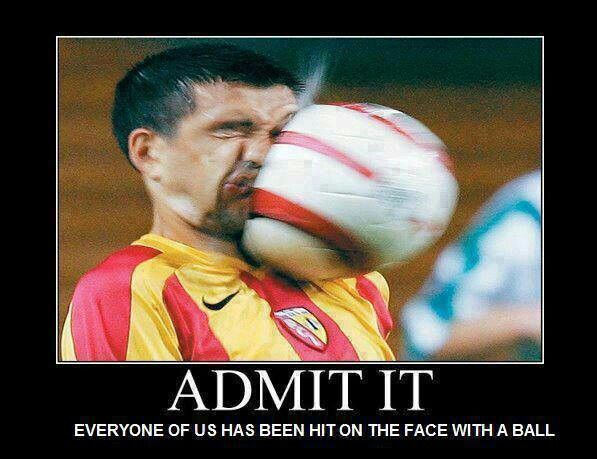 ADMIT IT
EVERYONE OF US HAS BEEN HIT ON THE FACE WITH A BALL